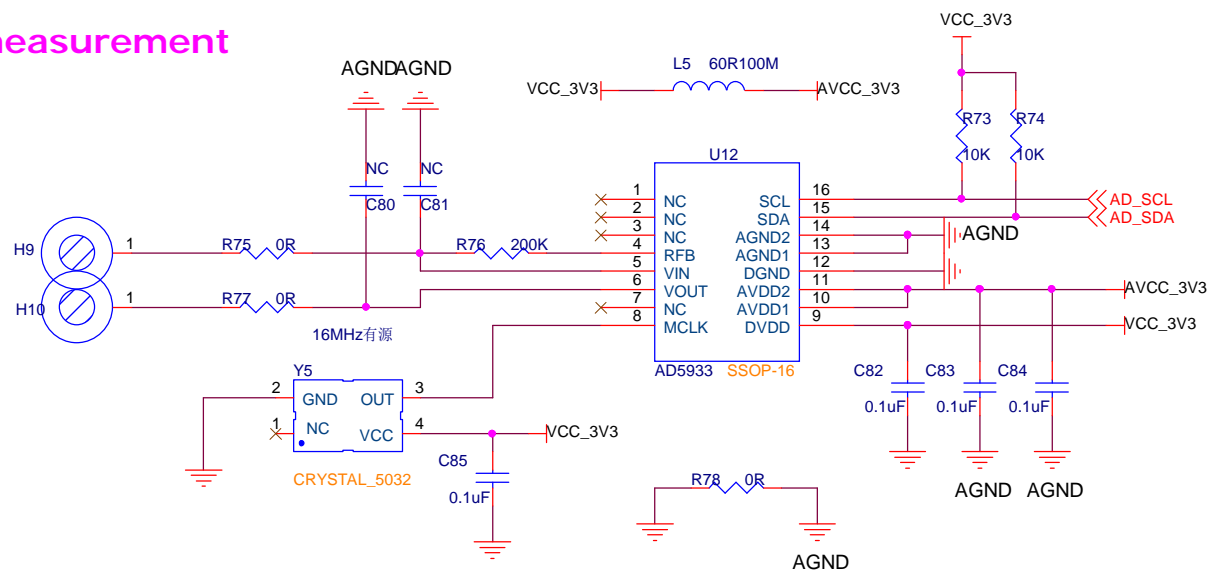 easurement
VCC_3V3
AGND AGND
L5 60R100M
VCC_3V3 AVCC_3V3
R73 R74
10K 10K
U12
NC NC
C80 C81
1 NC SCL 16 AD_SCL
2 NC SDA 15 AD_SDA
3 NC AGND2 14 AGND
H9 1 R75 0R R76 200K 4 RFB AGND1 13
5 VIN DGND 12
H10 1 R77 0R 6 VOUT AVDD2 11 AVCC_3V3
7 NC AVDD1 10
16MHz有源 8 MCLK DVDD 9 VCC_3V3
AD5933 SSOP-16
Y5
2 GND OUT 3
1 NC VCC 4 VCC_3V3
CRYSTAL_5032
C85
0.1uF
C82 C83 C84
0.1uF 0.1uF 0.1uF
AGND AGND
R78 0R
AGND